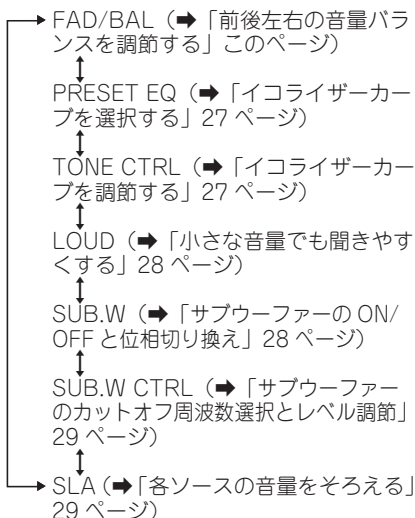 FAD/BAL（➡「前後左右の音量バラ
ンスを調節する」このページ）
PRESET EQ（➡「イコライザーカー
ブを選択する」27 ページ）
TONE CTRL（➡「イコライザーカー
ブを調節する」27 ページ）
LOUD（➡「小さな音量でも聞きやす
くする」28 ページ）
SUB.W（➡「サブウーファーの ON/
OFF と位相切り換え」28 ページ）
SUB.W CTRL（➡「サブウーファー
のカットオフ周波数選択とレベル調節」
29 ページ）
SLA（➡「各ソースの音量をそろえる」
29 ページ）